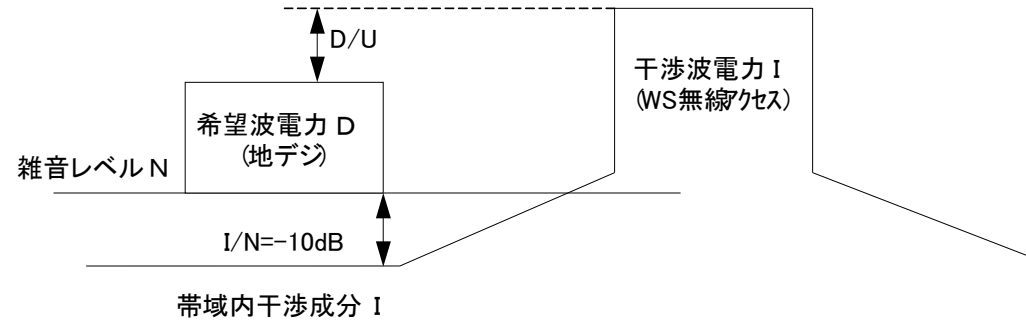 D/U
希望波電力 D
(地デジ)
干渉波電力 I
(WS無線アクセス)
雑音レベル N
I/N=-10dB
帯域内干渉成分 I